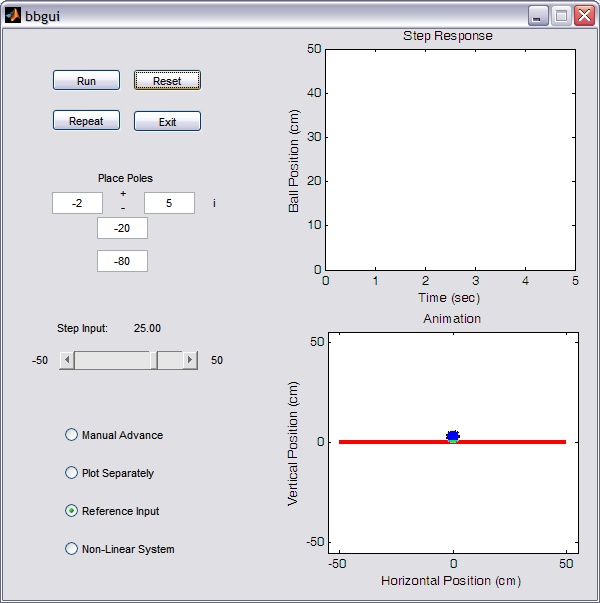 bbgui
Run
Reset
Repeat
Exit
Place Poles
+
-
-2
5
i
-20
-80
Step Input: 25.00
-50
50
Manual Advance
Plot Separately
Reference Input
Non-Linear System
Step Response
50
40
30
20
10
0
Ball Position (cm)
0 1 2 3 4 5
Time (sec)
Animation
50
0
-50
Vertical Position (cm)
-50 0 50
Horizontal Position (cm)